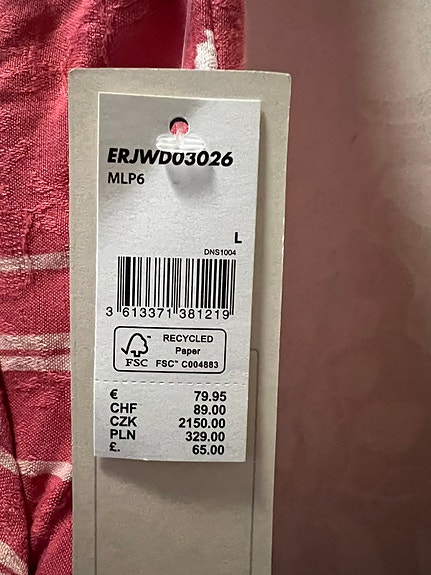 ERJWD03026
MLP6
L
DNS1004
3 613371 381219
RECYCLED
Paper
FSC FSC™ C004883
€ 79.95
CHF 89.00
CZK 2150.00
PLN 329.00
£. 65.00